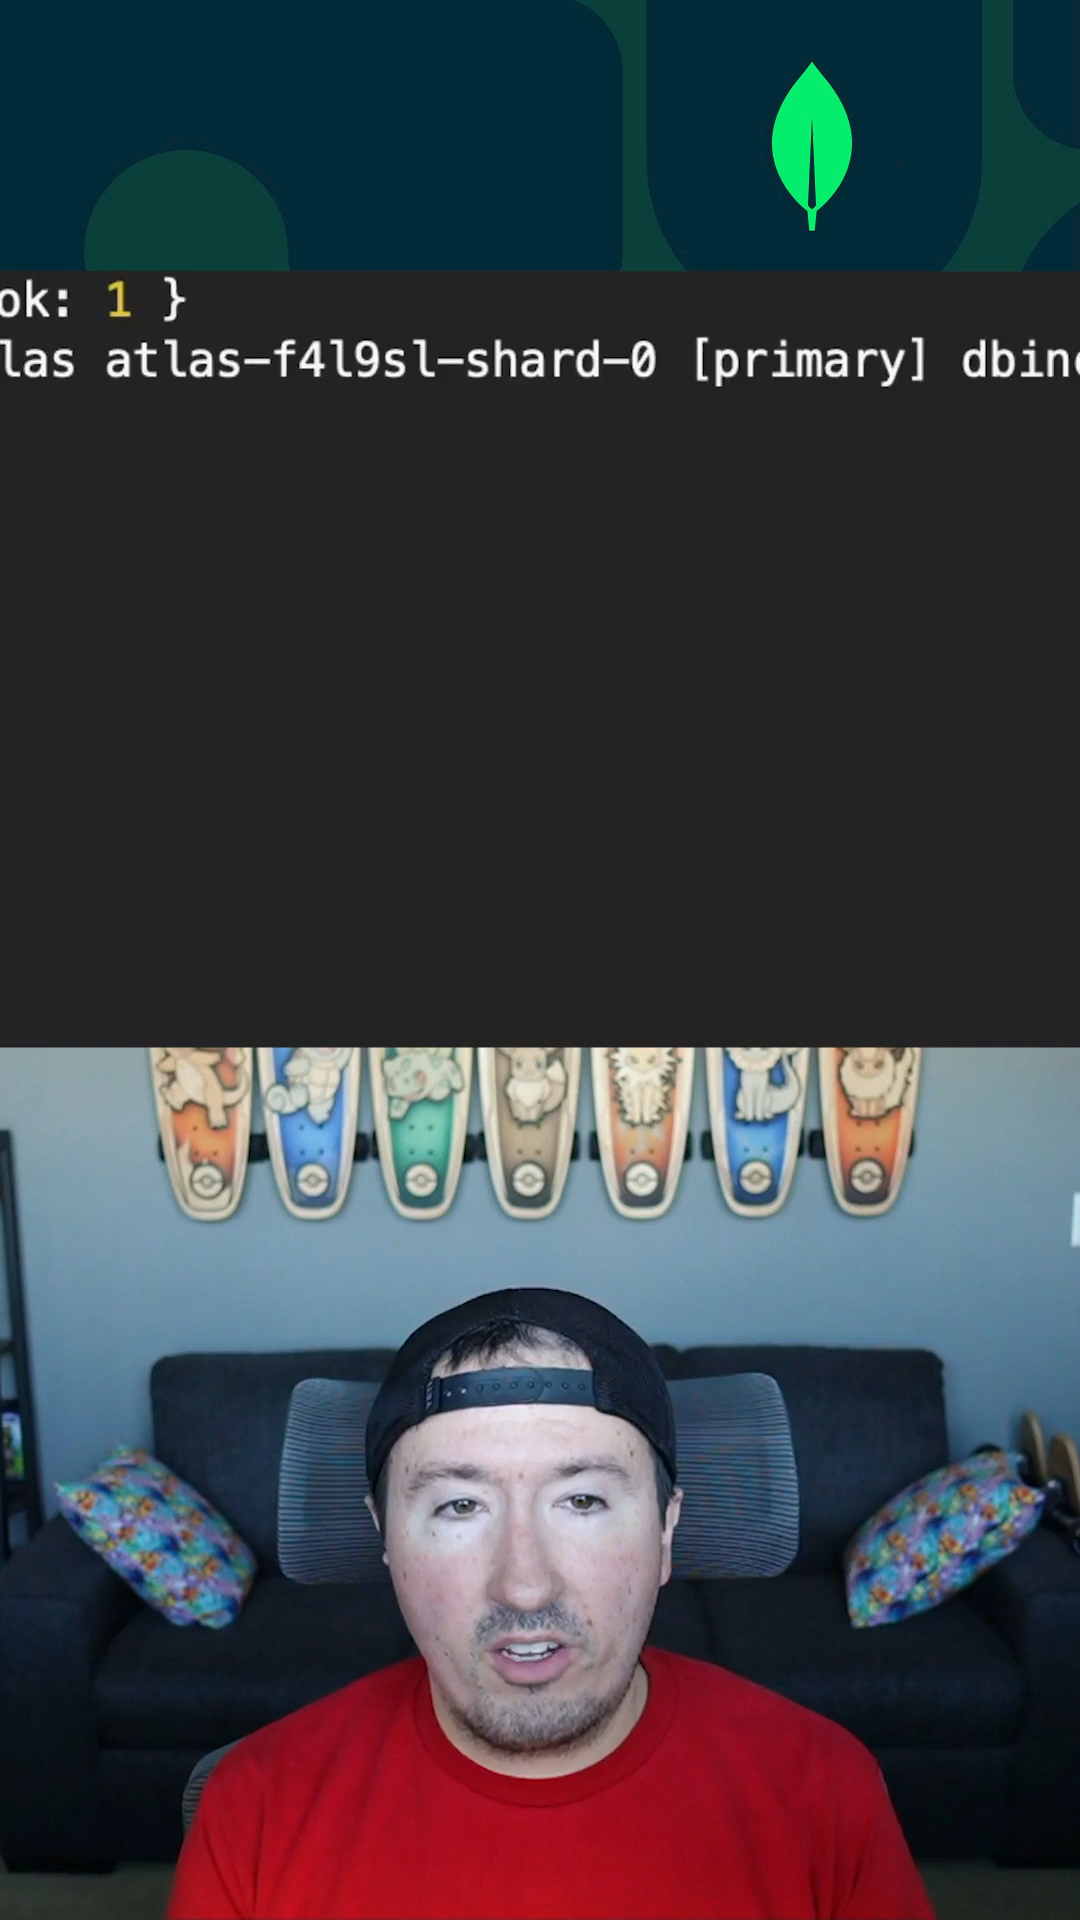 ok: 1 }
las atlas-f4l9sl-shard-0 [primary] dbin